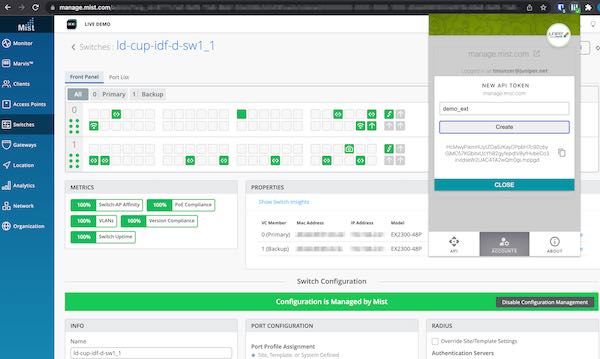 manage.mist.com
Mist
LIVE DEMO
Monitor
Marvis™
Clients
Access Points
Switches
Gateways
Location
Analytics
Network
Organization
Switches : ld-cup-idf-d-sw1_1
Front Panel
Port List
All
0 Primary
1 Backup
0
1
METRICS
100% Switch-AP Affinity
100% PoE Compliance
100% VLANs
100% Version Compliance
100% Switch Uptime
PROPERTIES
Show Switch Insights
VC Member
Mac Address
IP Address
Model
0 (Primary)
EX2300-48P
1 (Backup)
EX2300-48P
Switch Configuration
Configuration is Managed by Mist
Disable Configuration Management
INFO
Name
ld-cup-idf-d-sw1_1
PORT CONFIGURATION
Port Profile Assignment
Site, Template, or System Defined
RADIUS
Override Site/Template Settings
Authentication Servers
manage.mist.com
Logged in as tmunzer@juniper.net
NEW API TOKEN
manage.mist.com
demo_ext
Create
CLOSE
API
ACCOUNTS
ABOUT